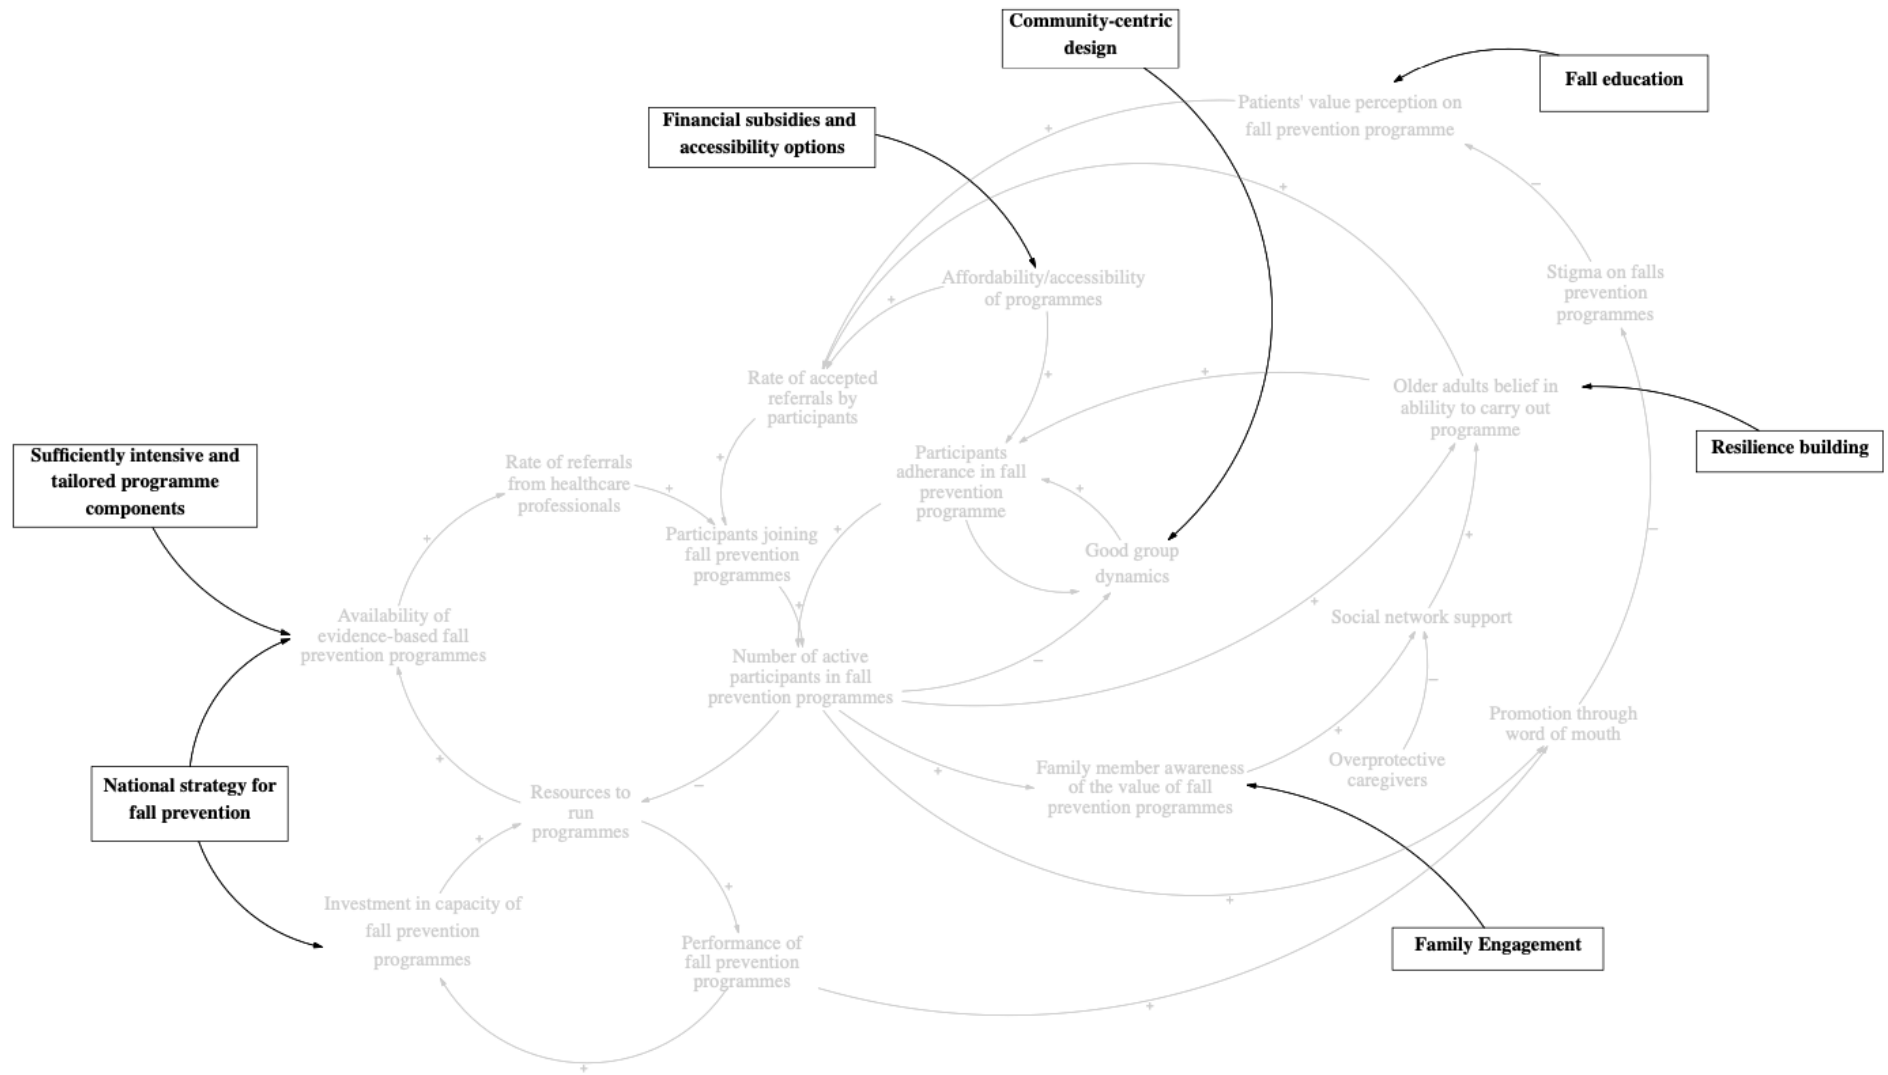 Community-centric
design
Fall education
Patients' value perception on
fall prevention programme
Financial subsidies and
accessibility options
+
+
−
Affordability/accessibility
of programmes
+
Stigma on falls
prevention
programmes
Rate of accepted
referrals by
participants
+
+
Older adults belief in
ablility to carry out
programme
Resilience building
Sufficiently intensive and
tailored programme
components
Rate of referrals
from healthcare
professionals
+
+
Participants
adherance in fall
prevention
programme
+
+
Participants joining
fall prevention
programmes
+
+
Good group
dynamics
+
−
Availability of
evidence-based fall
prevention programmes
+
+
Social network support
Number of active
participants in fall
prevention programmes
−
−
Promotion through
word of mouth
+
National strategy for
fall prevention
+
−
+
Family member awareness
of the value of fall
prevention programmes
Overprotective
caregivers
Resources to
run
programmes
+
+
+
Investment in capacity of
fall prevention
programmes
Performance of
fall prevention
programmes
Family Engagement
+
+